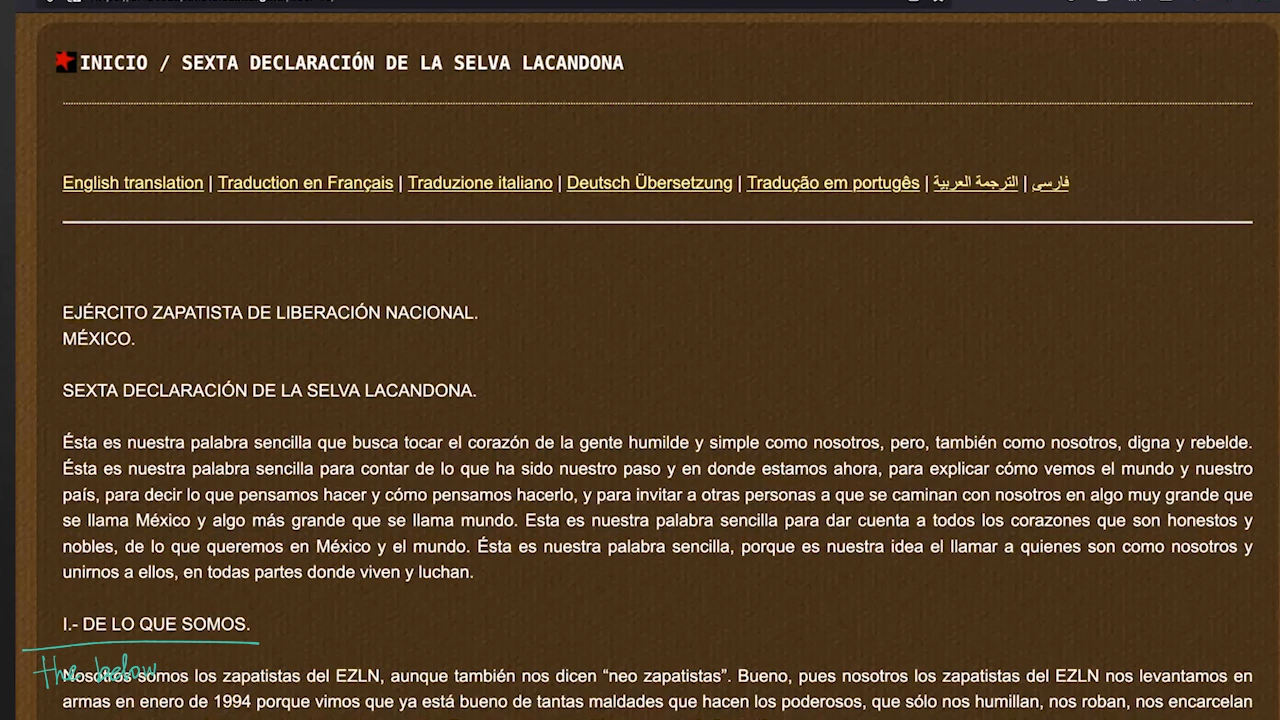 INICIO / SEXTA DECLARACIÓN DE LA SELVA LACANDONA
English translation | Traduction en Français | Traduzione italiano | Deutsch Übersetzung | Tradução em portugês | الترجمة العربية | فارسی
EJÉRCITO ZAPATISTA DE LIBERACIÓN NACIONAL.
MÉXICO.
SEXTA DECLARACIÓN DE LA SELVA LACANDONA.
Ésta es nuestra palabra sencilla que busca tocar el corazón de la gente humilde y simple como nosotros, pero, también como nosotros, digna y rebelde.
Ésta es nuestra palabra sencilla para contar de lo que ha sido nuestro paso y en donde estamos ahora, para explicar cómo vemos el mundo y nuestro
país, para decir lo que pensamos hacer y cómo pensamos hacerlo, y para invitar a otras personas a que se caminan con nosotros en algo muy grande que
se llama México y algo más grande que se llama mundo. Esta es nuestra palabra sencilla para dar cuenta a todos los corazones que son honestos y
nobles, de lo que queremos en México y el mundo. Ésta es nuestra palabra sencilla, porque es nuestra idea el llamar a quienes son como nosotros y
unirnos a ellos, en todas partes donde viven y luchan.
I.- DE LO QUE SOMOS.
the below
Nosotros somos los zapatistas del EZLN, aunque también nos dicen “neo zapatistas”. Bueno, pues nosotros los zapatistas del EZLN nos levantamos en
armas en enero de 1994 porque vimos que ya está bueno de tantas maldades que hacen los poderosos, que sólo nos humillan, nos roban, nos encarcelan